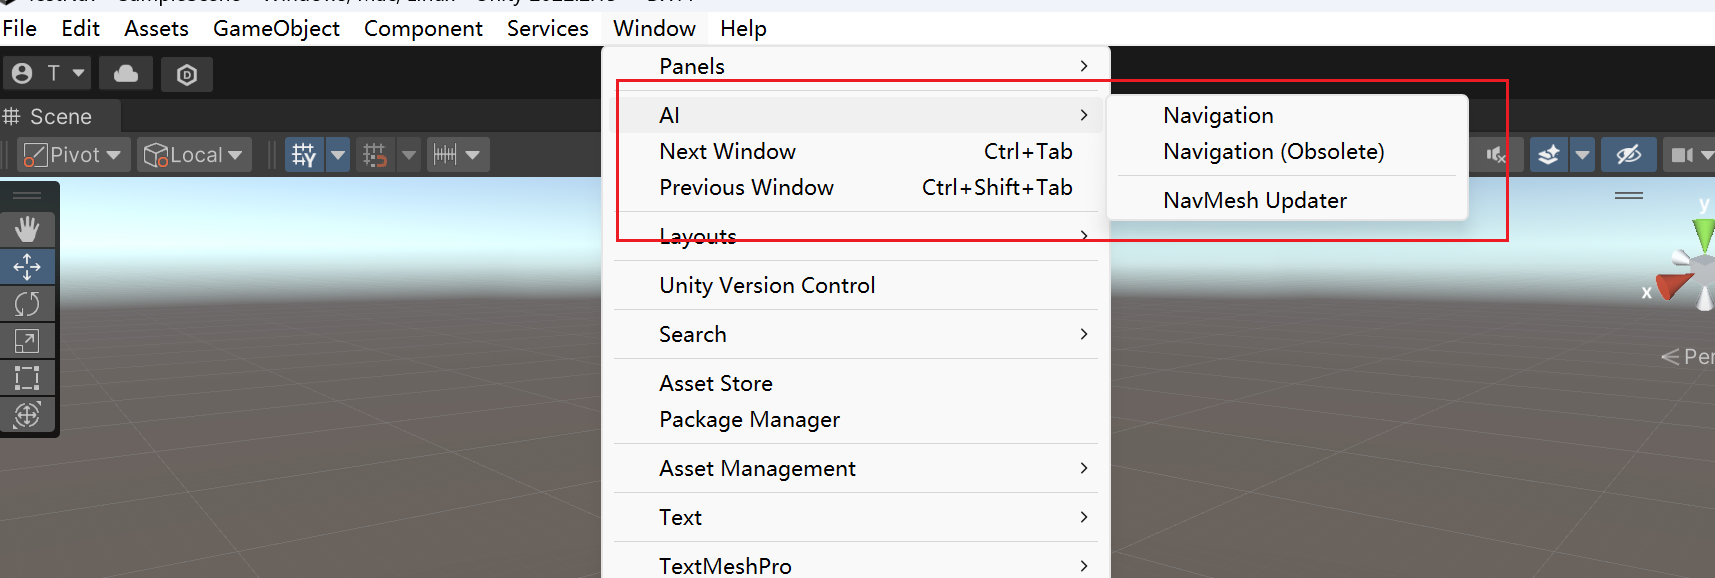 File Edit Assets GameObject Component Services Window Help
T
Scene
Pivot Local
Panels
AI
Next Window Ctrl+Tab
Previous Window Ctrl+Shift+Tab
Layouts
Unity Version Control
Search
Asset Store
Package Manager
Asset Management
Text
TextMeshPro
Navigation
Navigation (Obsolete)
NavMesh Updater
y
x